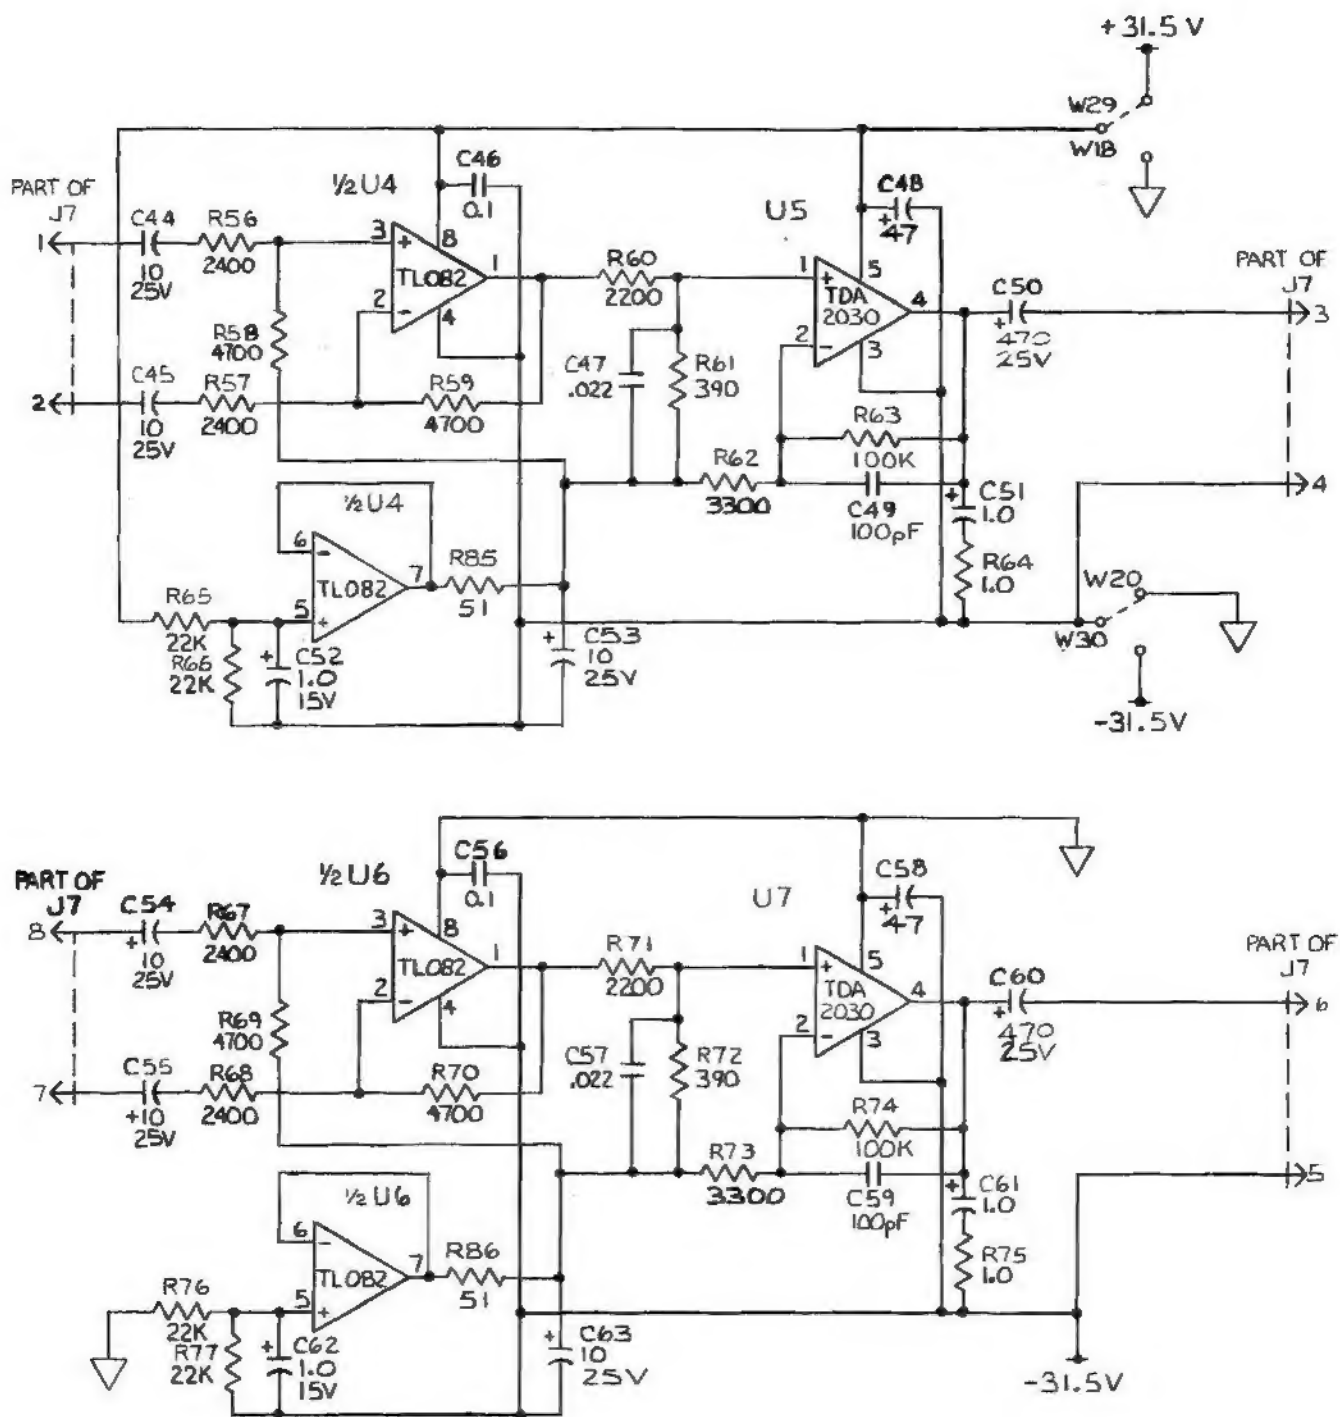 +31.5 V
W29
W18
PART OF
J7
1
2
C44
10
25V
R56
2400
½U4
C46
0.1
3
+
8
TL082
1
2
-
4
R58
4700
C45
10
25V
R57
2400
R59
4700
R60
2200
C47
.022
R61
390
U5
C48
+
47
1
+
5
TDA
2030
4
2
-
3
C50
+
470
25V
PART OF
J7
3
4
R63
100K
R62
3300
C49
100pF
+
C51
1.0
R64
1.0
½U4
6
-
TL082
7
5
+
R85
51
R65
22K
R66
22K
+
C52
1.0
15V
+
C53
10
25V
W20
W30
-31.5V
PART OF
J7
8
7
C54
+
10
25V
R67
2400
½U6
C56
0.1
3
+
8
TL082
1
2
-
4
R69
4700
C55
+10
25V
R68
2400
R70
4700
R71
2200
C57
.022
R72
390
U7
C58
+
47
1
+
5
TDA
2030
4
2
-
3
C60
+
470
25V
PART OF
J7
6
5
R74
100K
R73
3300
C59
100pF
+
C61
1.0
R75
1.0
½U6
6
-
TL082
7
5
+
R86
51
R76
22K
R77
22K
+
C62
1.0
15V
+
C63
10
25V
-31.5V